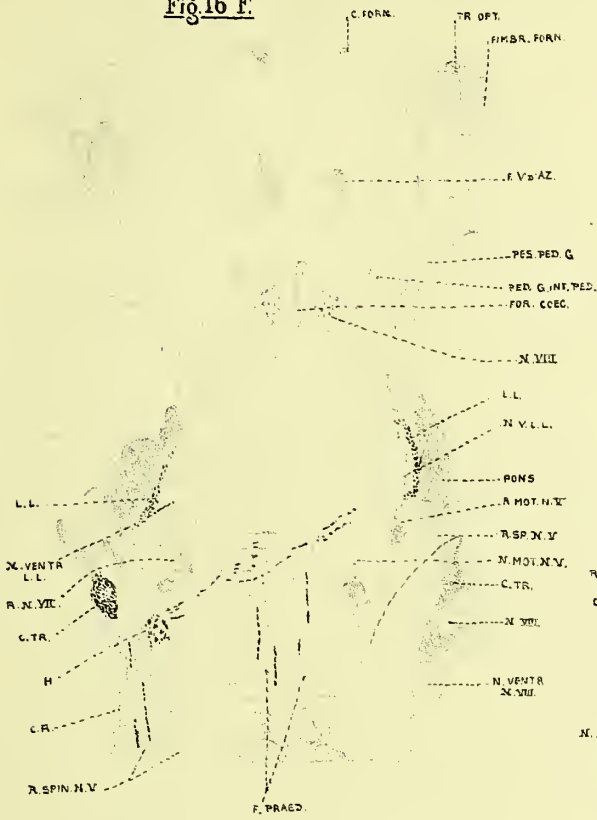 Fig.16 F.
C. FORN.
TR OPT.
FIMBR. FORN.
F. V D'AZ.
PES. PED. G
PED. G. INT. PED.
FOR. COEC.
N. VIII
L.L.
N V. L.L.
PONS
R MOT. N. V
R. SP. N. V
N. MOT. N. V.
C. TR.
N. VIII
N. VENTR
N. VIII.
L.L.
N. VENTR
L.L.
R. N. VII.
C. TR.
H
C. R.
R. SPIN. N. V
F. PRAED.
R
C
N.